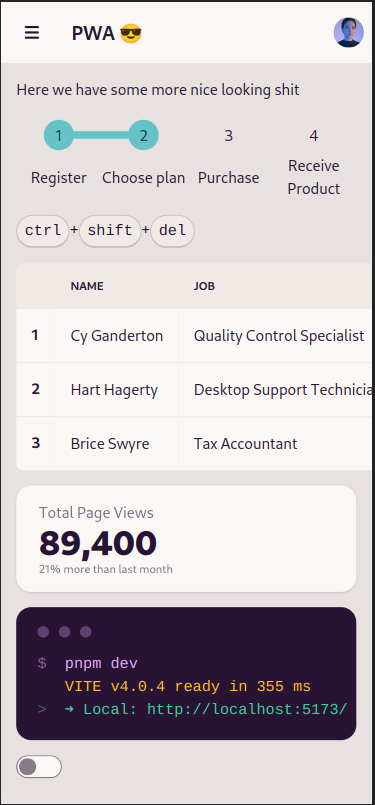 PWA 😎
Here we have some more nice looking shit
1 2 3 4
Register Choose plan Purchase Receive Product
ctrl+shift+del
NAME JOB
1 Cy Ganderton Quality Control Specialist
2 Hart Hagerty Desktop Support Technicia
3 Brice Swyre Tax Accountant
Total Page Views
89,400
21% more than last month
$ pnpm dev
VITE v4.0.4 ready in 355 ms
> ➜ Local: http://localhost:5173/